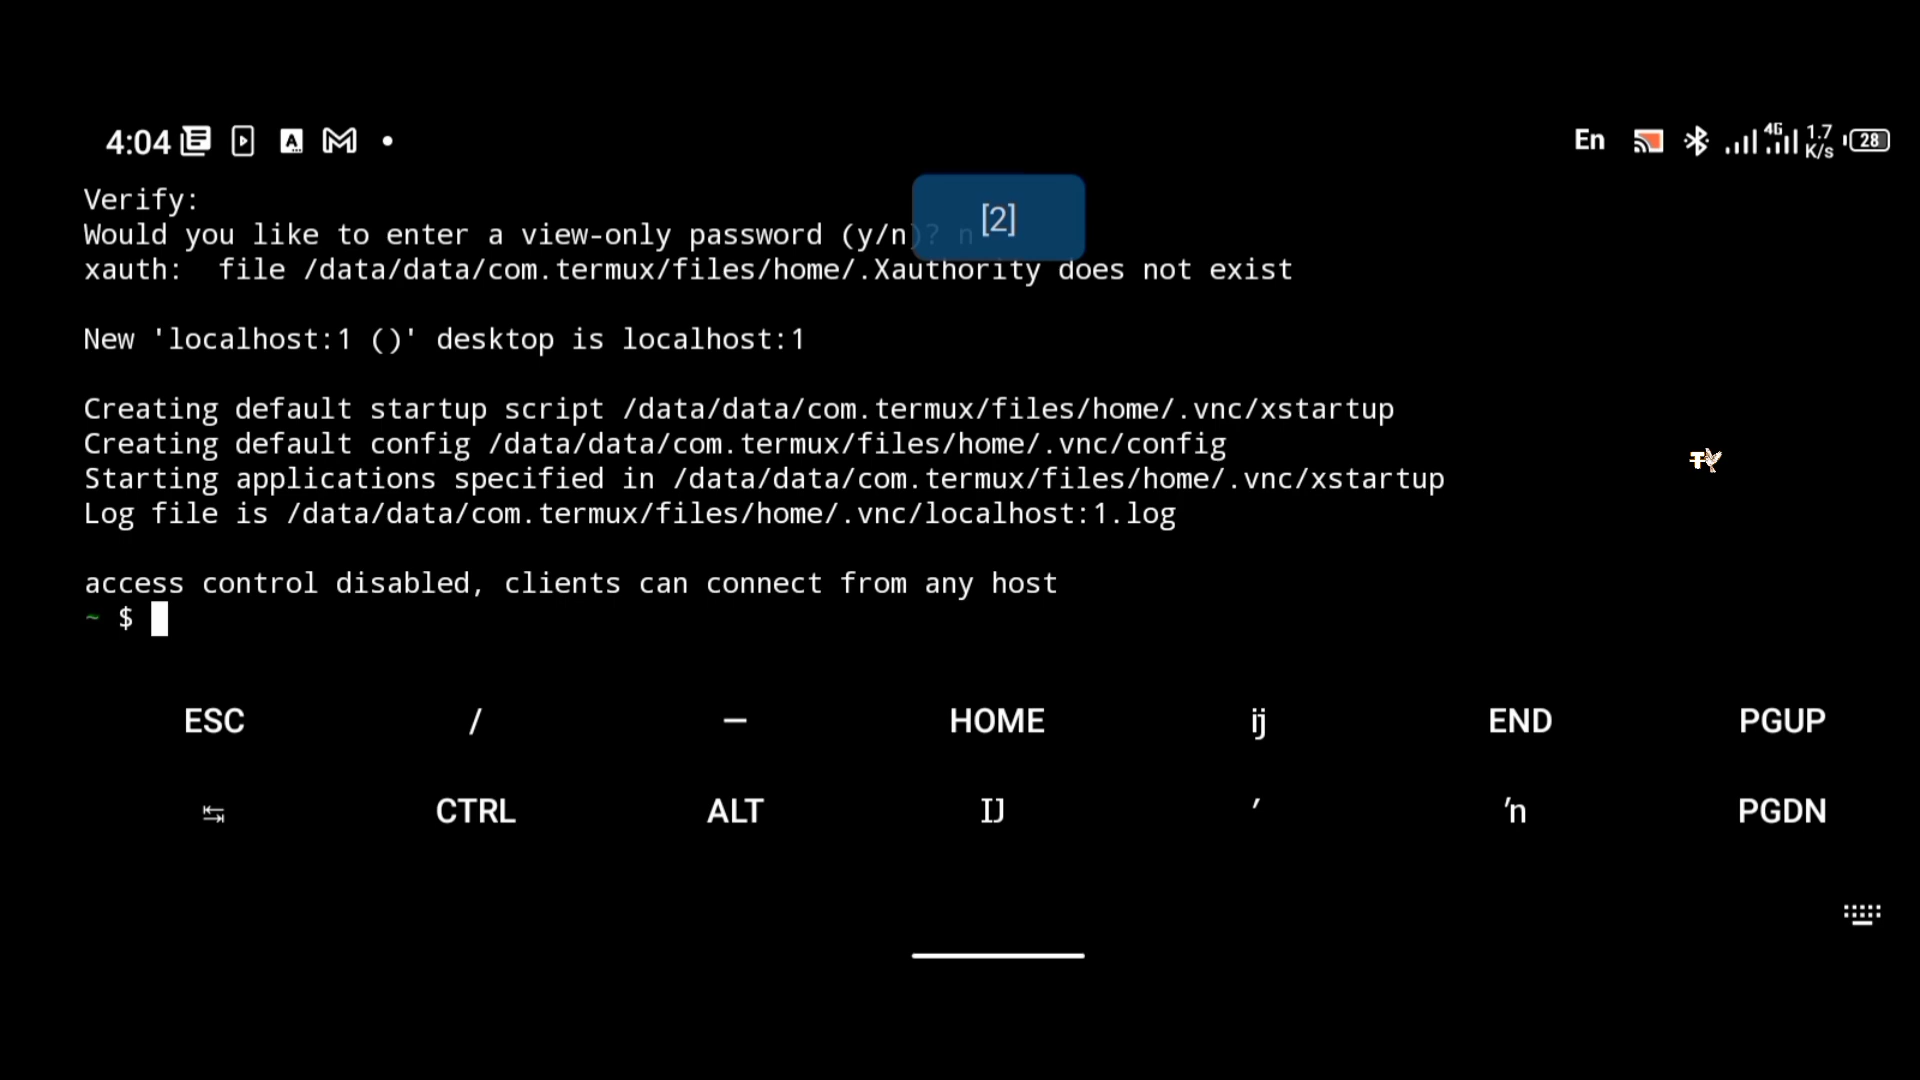 4:04 A M • En 4G 1.7 K/s 28
Verify:
[2]
Would you like to enter a view-only password (y/n)? n
xauth:  file /data/data/com.termux/files/home/.Xauthority does not exist
New 'localhost:1 ()' desktop is localhost:1
Creating default startup script /data/data/com.termux/files/home/.vnc/xstartup
Creating default config /data/data/com.termux/files/home/.vnc/config
Starting applications specified in /data/data/com.termux/files/home/.vnc/xstartup
Log file is /data/data/com.termux/files/home/.vnc/localhost:1.log
access control disabled, clients can connect from any host
~ $
ESC / — HOME ĳ END PGUP
↹ CTRL ALT Ĳ ′ ŉ PGDN